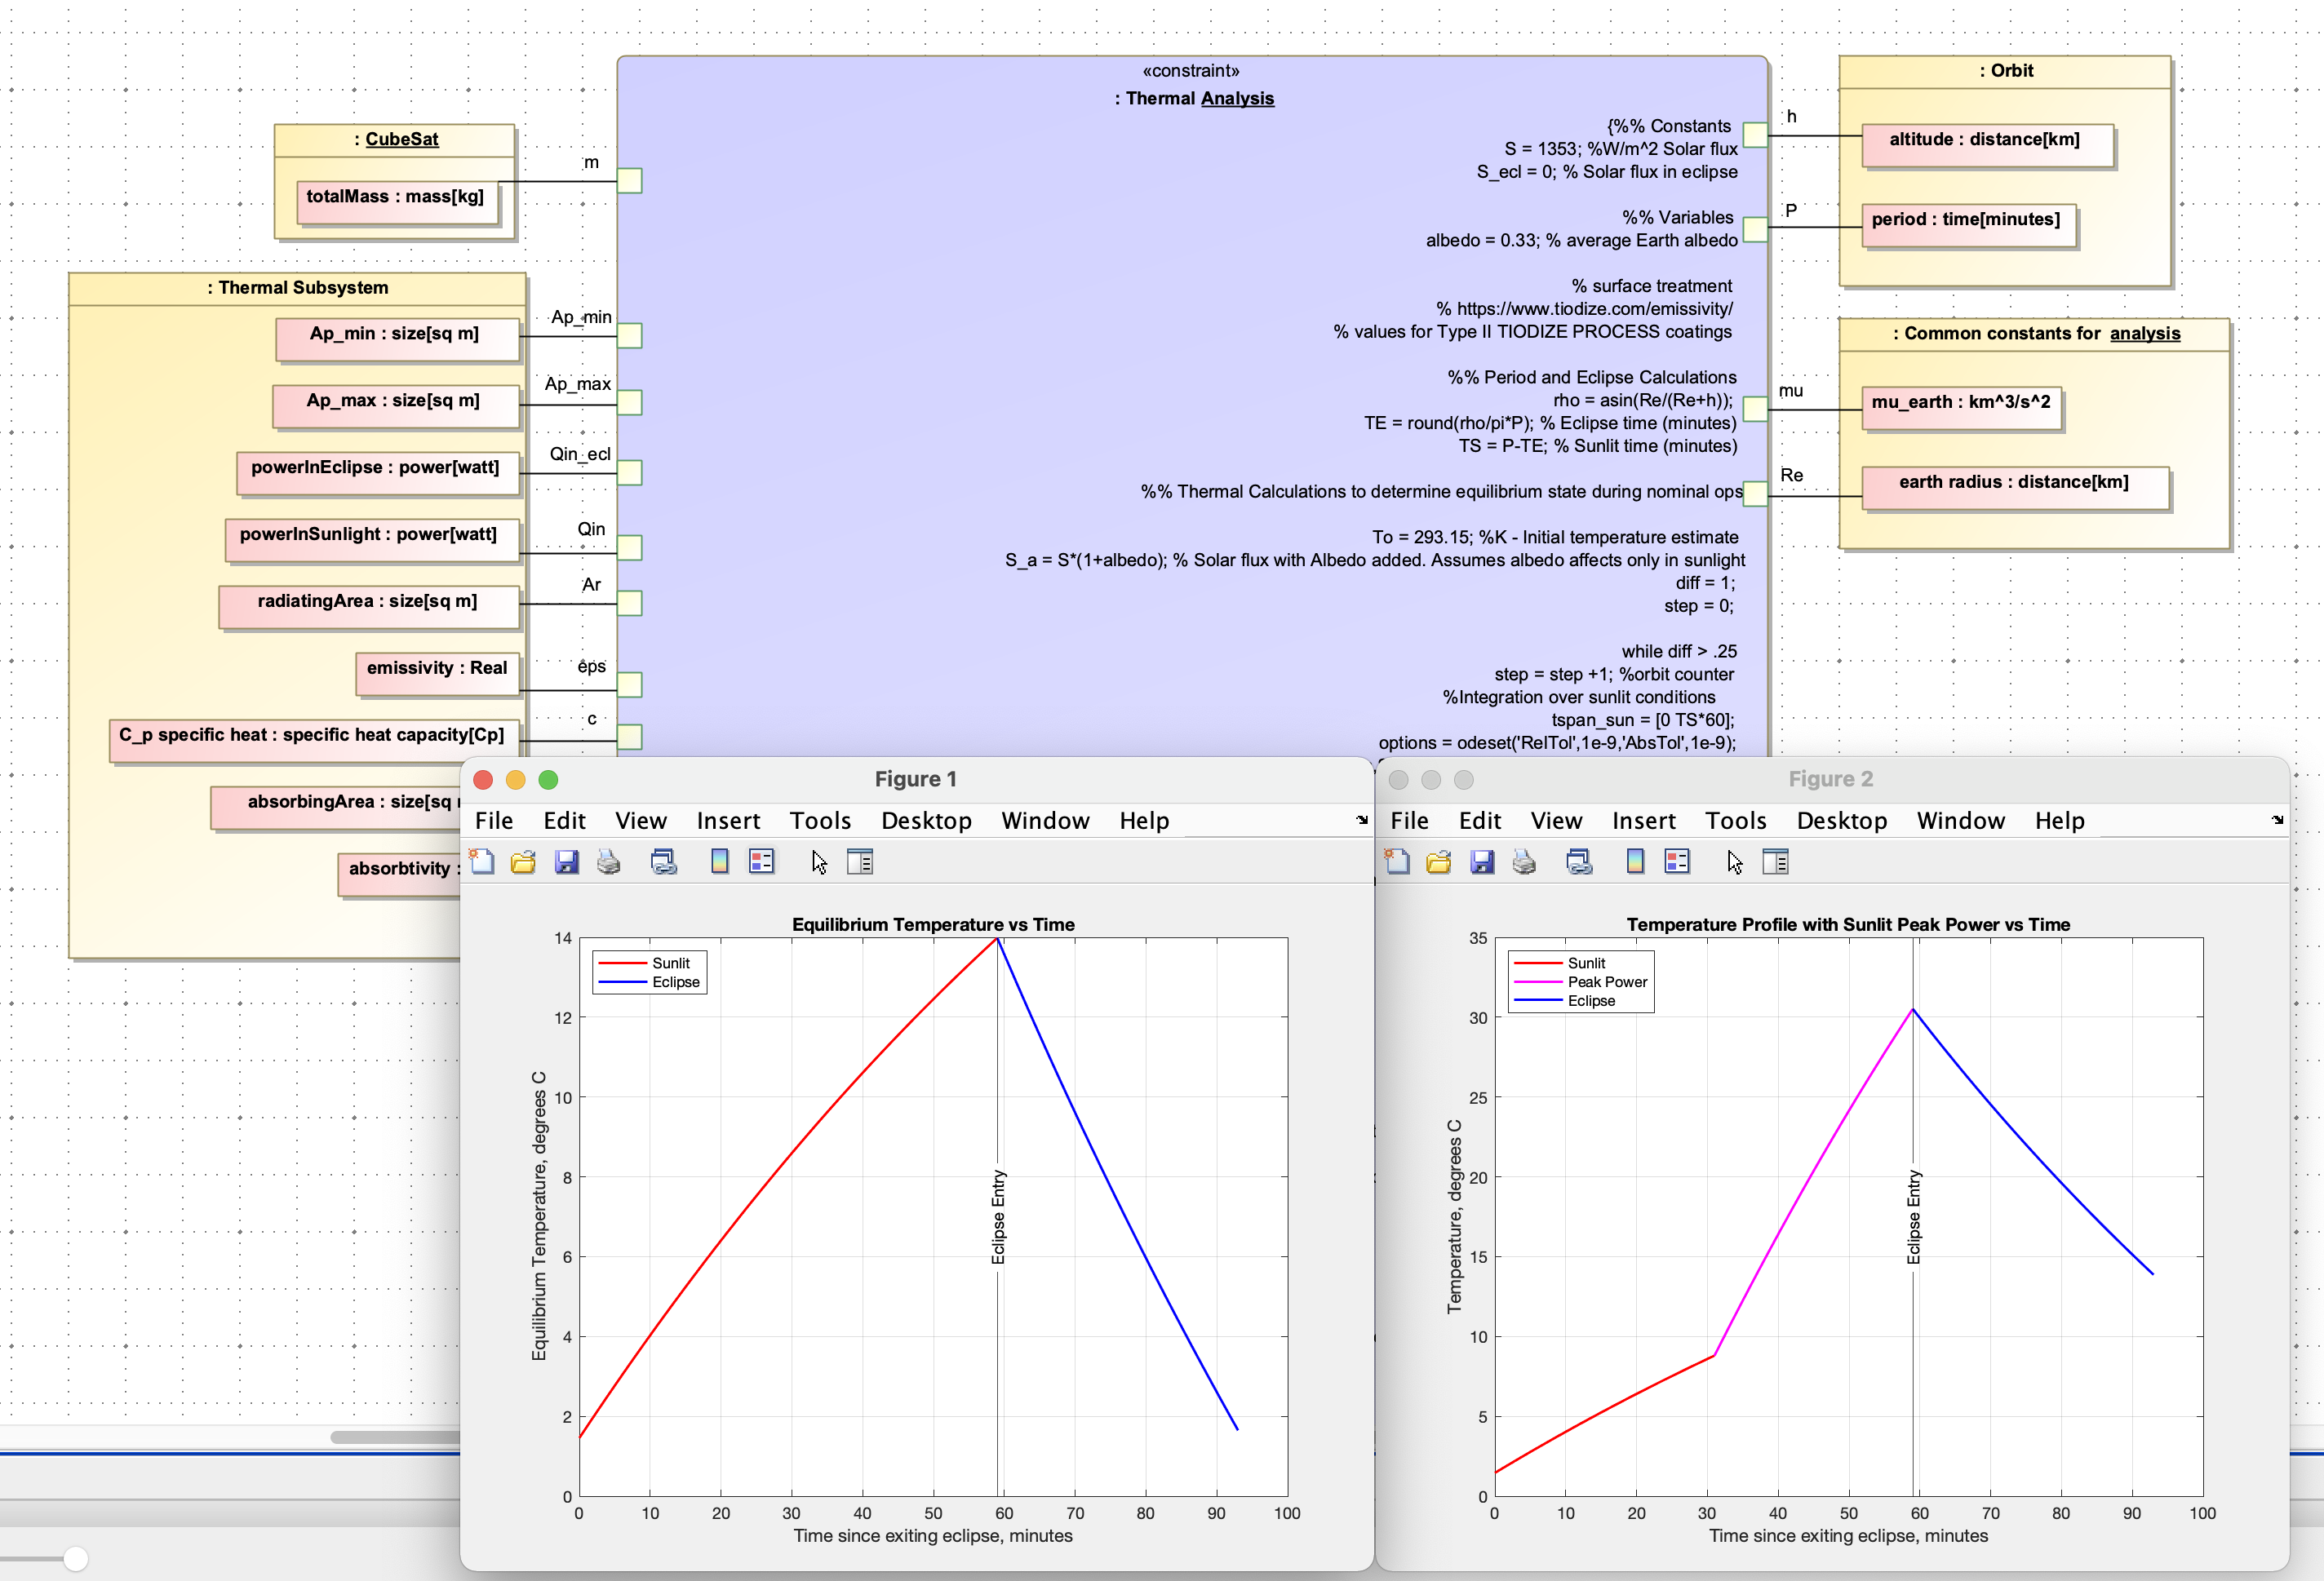 «constraint»
: Thermal Analysis
: CubeSat
totalMass : mass[kg]
m
: Thermal Subsystem
Ap_min : size[sq m]
Ap_min
Ap_max : size[sq m]
Ap_max
powerInEclipse : power[watt]
Qin_ecl
powerInSunlight : power[watt]
Qin
radiatingArea : size[sq m]
Ar
emissivity : Real
eps
C_p specific heat : specific heat capacity[Cp]
c
absorbingArea : size[sq
absorbtivity :
{%% Constants
S = 1353; %W/m^2 Solar flux
S_ecl = 0; % Solar flux in eclipse
%% Variables
albedo = 0.33; % average Earth albedo
% surface treatment
% https://www.tiodize.com/emissivity/
% values for Type II TIODIZE PROCESS coatings
%% Period and Eclipse Calculations
rho = asin(Re/(Re+h));
TE = round(rho/pi*P); % Eclipse time (minutes)
TS = P-TE; % Sunlit time (minutes)
%% Thermal Calculations to determine equilibrium state during nominal ops
To = 293.15; %K - Initial temperature estimate
S_a = S*(1+albedo); % Solar flux with Albedo added. Assumes albedo affects only in sunlight
diff = 1;
step = 0;
while diff > .25
step = step +1; %orbit counter
%Integration over sunlit conditions
tspan_sun = [0 TS*60];
options = odeset('RelTol',1e-9,'AbsTol',1e-9);
h
P
mu
Re
: Orbit
altitude : distance[km]
period : time[minutes]
: Common constants for analysis
mu_earth : km^3/s^2
earth radius : distance[km]
Figure 1
File Edit View Insert Tools Desktop Window Help
Equilibrium Temperature vs Time
Sunlit
Eclipse
Equilibrium Temperature, degrees C
14
12
10
8
6
4
2
0
Eclipse Entry
0 10 20 30 40 50 60 70 80 90 100
Time since exiting eclipse, minutes
Figure 2
File Edit View Insert Tools Desktop Window Help
Temperature Profile with Sunlit Peak Power vs Time
Sunlit
Peak Power
Eclipse
Temperature, degrees C
35
30
25
20
15
10
5
0
Eclipse Entry
0 10 20 30 40 50 60 70 80 90 100
Time since exiting eclipse, minutes